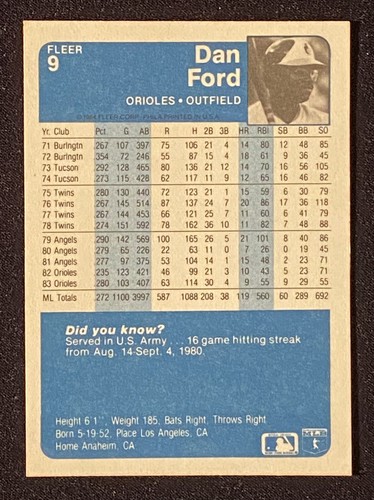 FLEER
9
Dan
Ford
ORIOLES • OUTFIELD
© 1984 FLEER CORP. PHILA PRINTED IN U.S.A.
Yr. Club Pct. G AB R H 2B 3B HR RBI SB BB SO
71 Burlngtn 267 107 397 75 106 21 4 14 80 12 48 85
72 Burlngtn 354 72 246 55 87 14 2 18 61 9 36 45
73 Tucson 292 128 465 80 136 21 12 14 70 16 56 105
74 Tucson 273 115 428 67 117 12 14 9 65 16 46 82
75 Twins 280 130 440 72 123 21 1 15 59 6 30 79
76 Twins 267 145 514 87 137 24 7 20 86 17 36 118
77 Twins 267 144 453 66 121 25 7 11 60 6 41 79
78 Twins 274 151 592 78 162 36 10 11 82 7 48 88
79 Angels 290 142 569 100 165 26 5 21 101 8 40 86
80 Angels 279 65 226 22 63 11 0 7 26 0 19 45
81 Angels 277 97 375 53 104 14 1 15 48 2 23 71
82 Orioles 235 123 421 46 99 21 3 10 43 5 23 71
83 Orioles 280 103 407 63 114 30 4 9 55 9 29 55
ML Totals .272 1100 3997 587 1088 208 38 119 560 60 289 692
Did you know?
Served in U.S. Army . . . 16 game hitting streak
from Aug. 14-Sept. 4, 1980.
Height 6'1", Weight 185, Bats Right, Throws Right
Born 5-19-52, Place Los Angeles, CA
Home Anaheim, CA